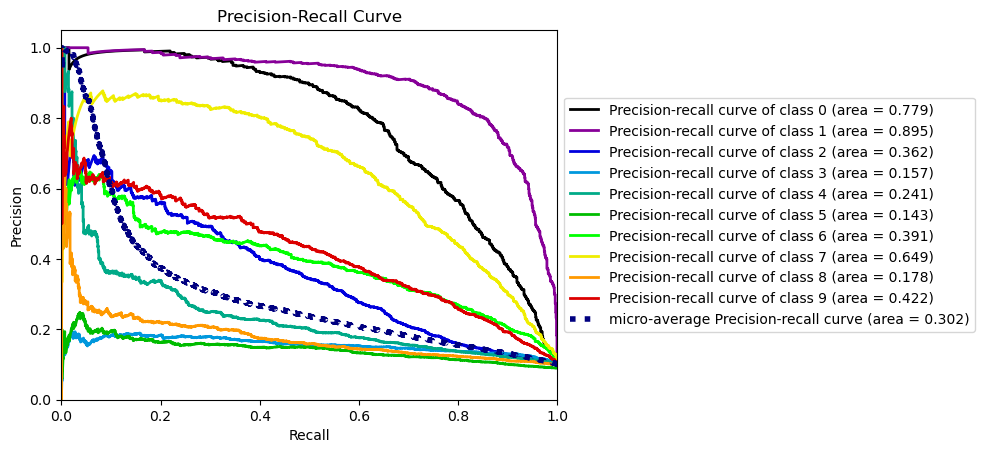 Precision-Recall Curve
1.0
0.8
0.6
0.4
0.2
0.0
Precision
0.0 0.2 0.4 0.6 0.8 1.0
Recall
Precision-recall curve of class 0 (area = 0.779)
Precision-recall curve of class 1 (area = 0.895)
Precision-recall curve of class 2 (area = 0.362)
Precision-recall curve of class 3 (area = 0.157)
Precision-recall curve of class 4 (area = 0.241)
Precision-recall curve of class 5 (area = 0.143)
Precision-recall curve of class 6 (area = 0.391)
Precision-recall curve of class 7 (area = 0.649)
Precision-recall curve of class 8 (area = 0.178)
Precision-recall curve of class 9 (area = 0.422)
micro-average Precision-recall curve (area = 0.302)